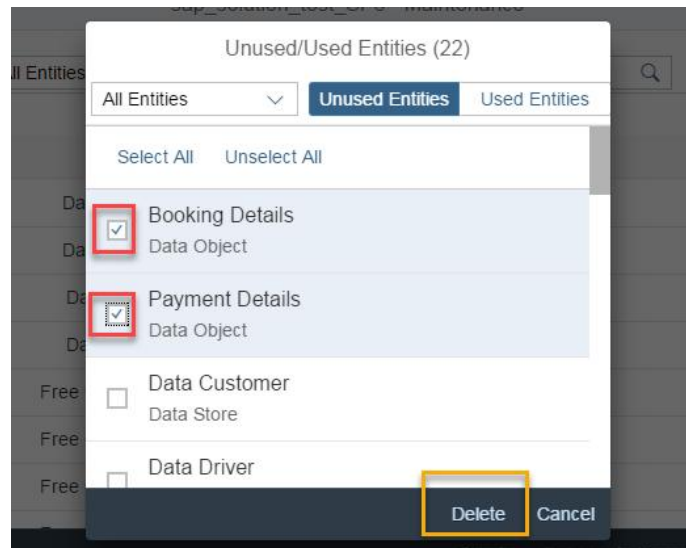 sap_solution_test_SP8 - Maintenance
Unused/Used Entities (22)
ll Entities
All Entities Unused Entities Used Entities
Select All Unselect All
Da
Booking Details
Data Object
Da
Da
Payment Details
Data Object
Da
Free
Data Customer
Data Store
Free
Data Driver
Free
Delete Cancel